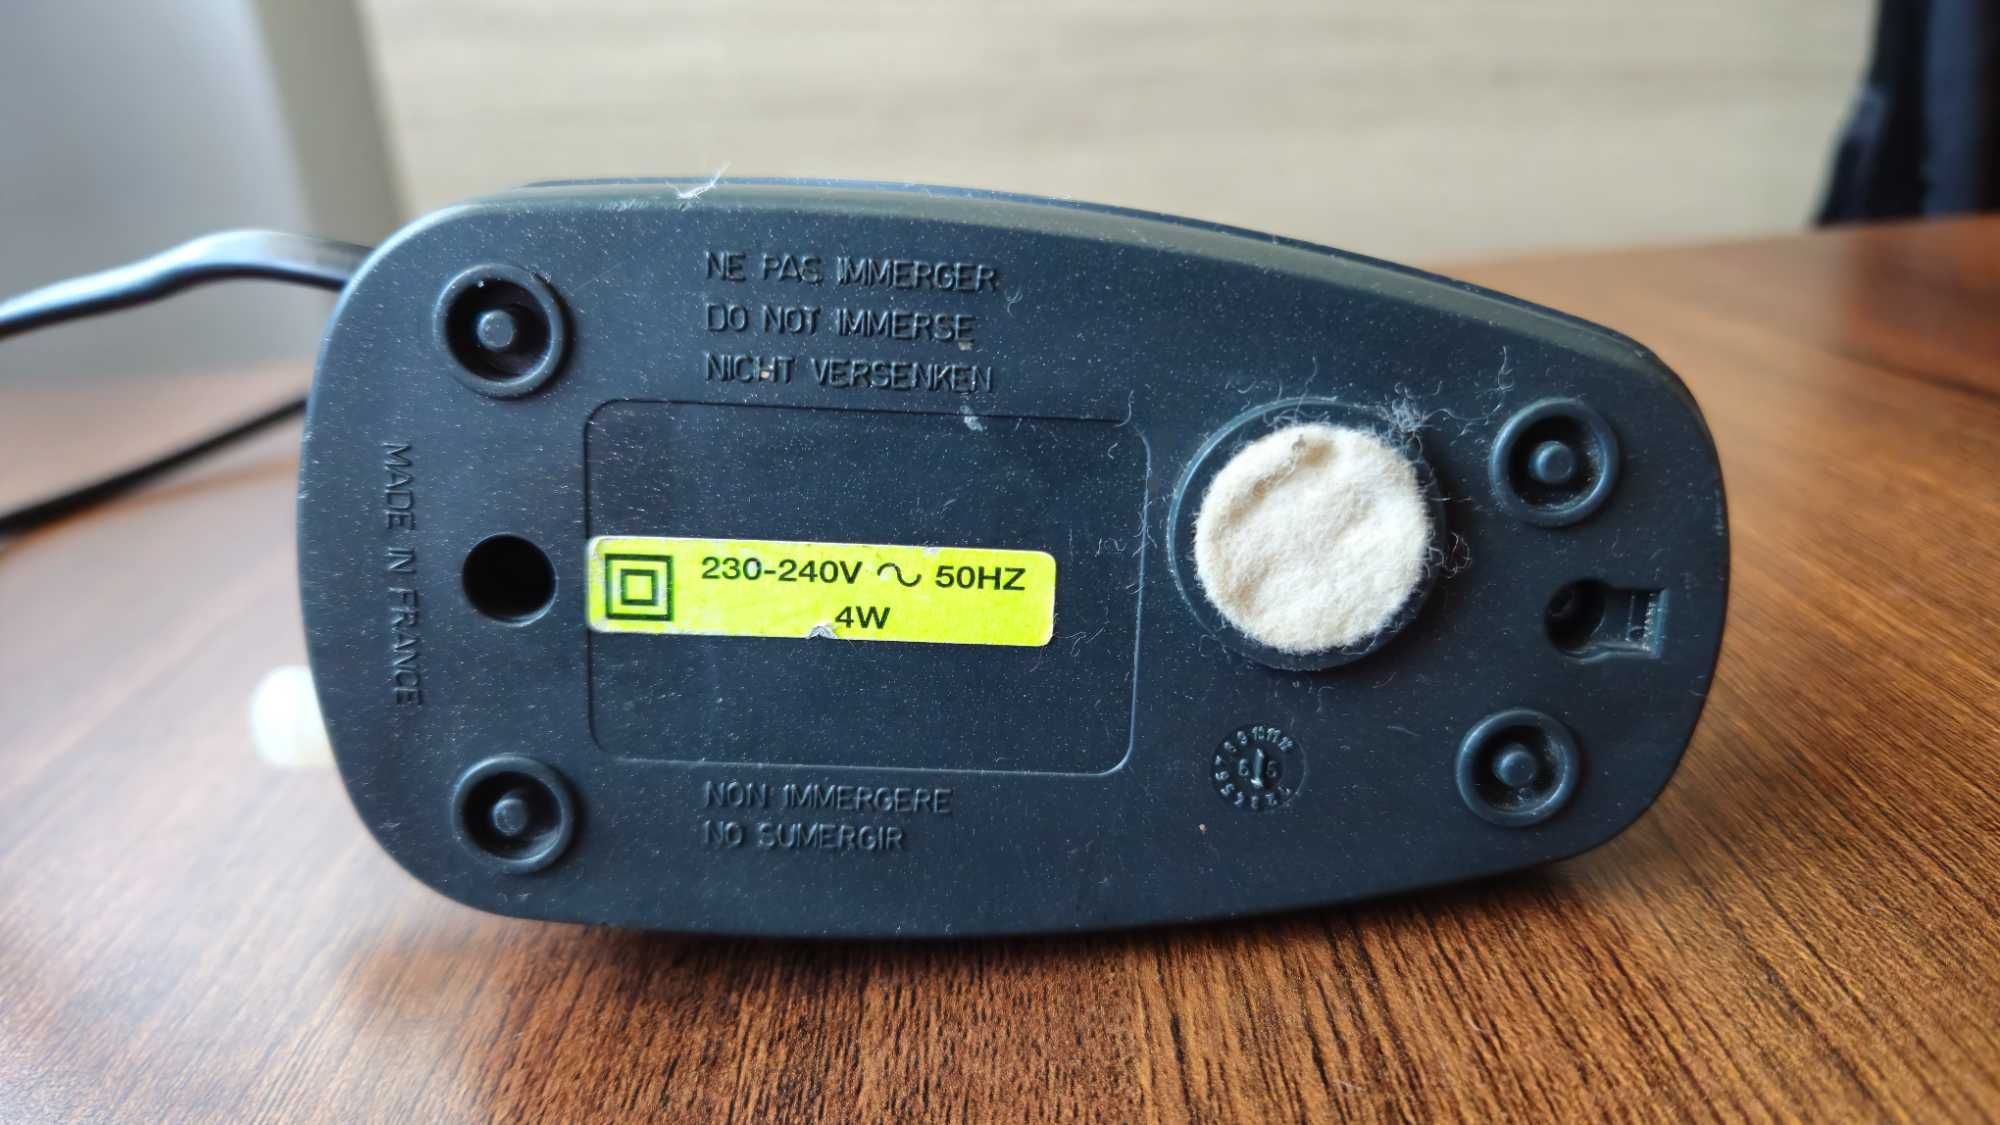 NE PAS IMMERGER
DO NOT IMMERSE
NICHT VERSENKEN
MADE IN FRANCE
230-240V ∿ 50HZ
4W
NON IMMERGERE
NO SUMERGIR